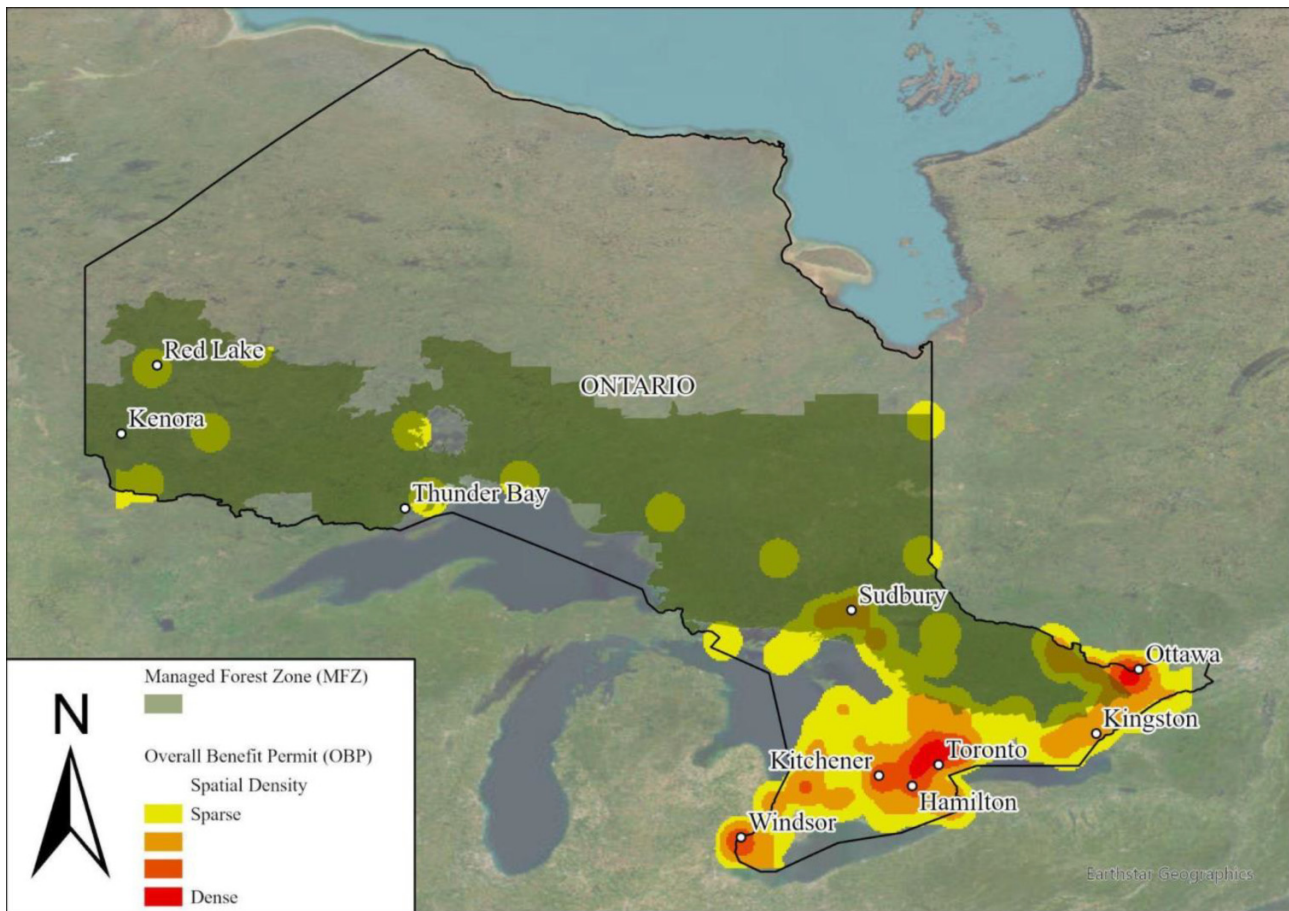 Red Lake
ONTARIO
Kenora
Thunder Bay
Sudbury
Ottawa
Kingston
Toronto
Kitchener
Hamilton
Windsor
N
Managed Forest Zone (MFZ)
Overall Benefit Permit (OBP)
Spatial Density
Sparse
Dense
Earthstar Geographics